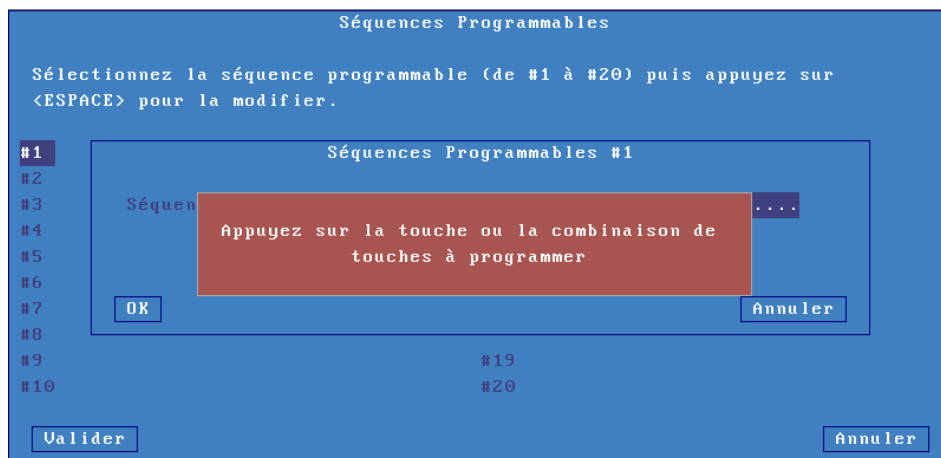 Séquences Programmables
Sélectionnez la séquence programmable (de #1 à #20) puis appuyez sur
<ESPACE> pour la modifier.
#1
Séquences Programmables #1
#2
#3
Séquen
....
#4
Appuyez sur la touche ou la combinaison de
#5
touches à programmer
#6
#7
OK
Annuler
#8
#9
#19
#10
#20
Valider
Annuler